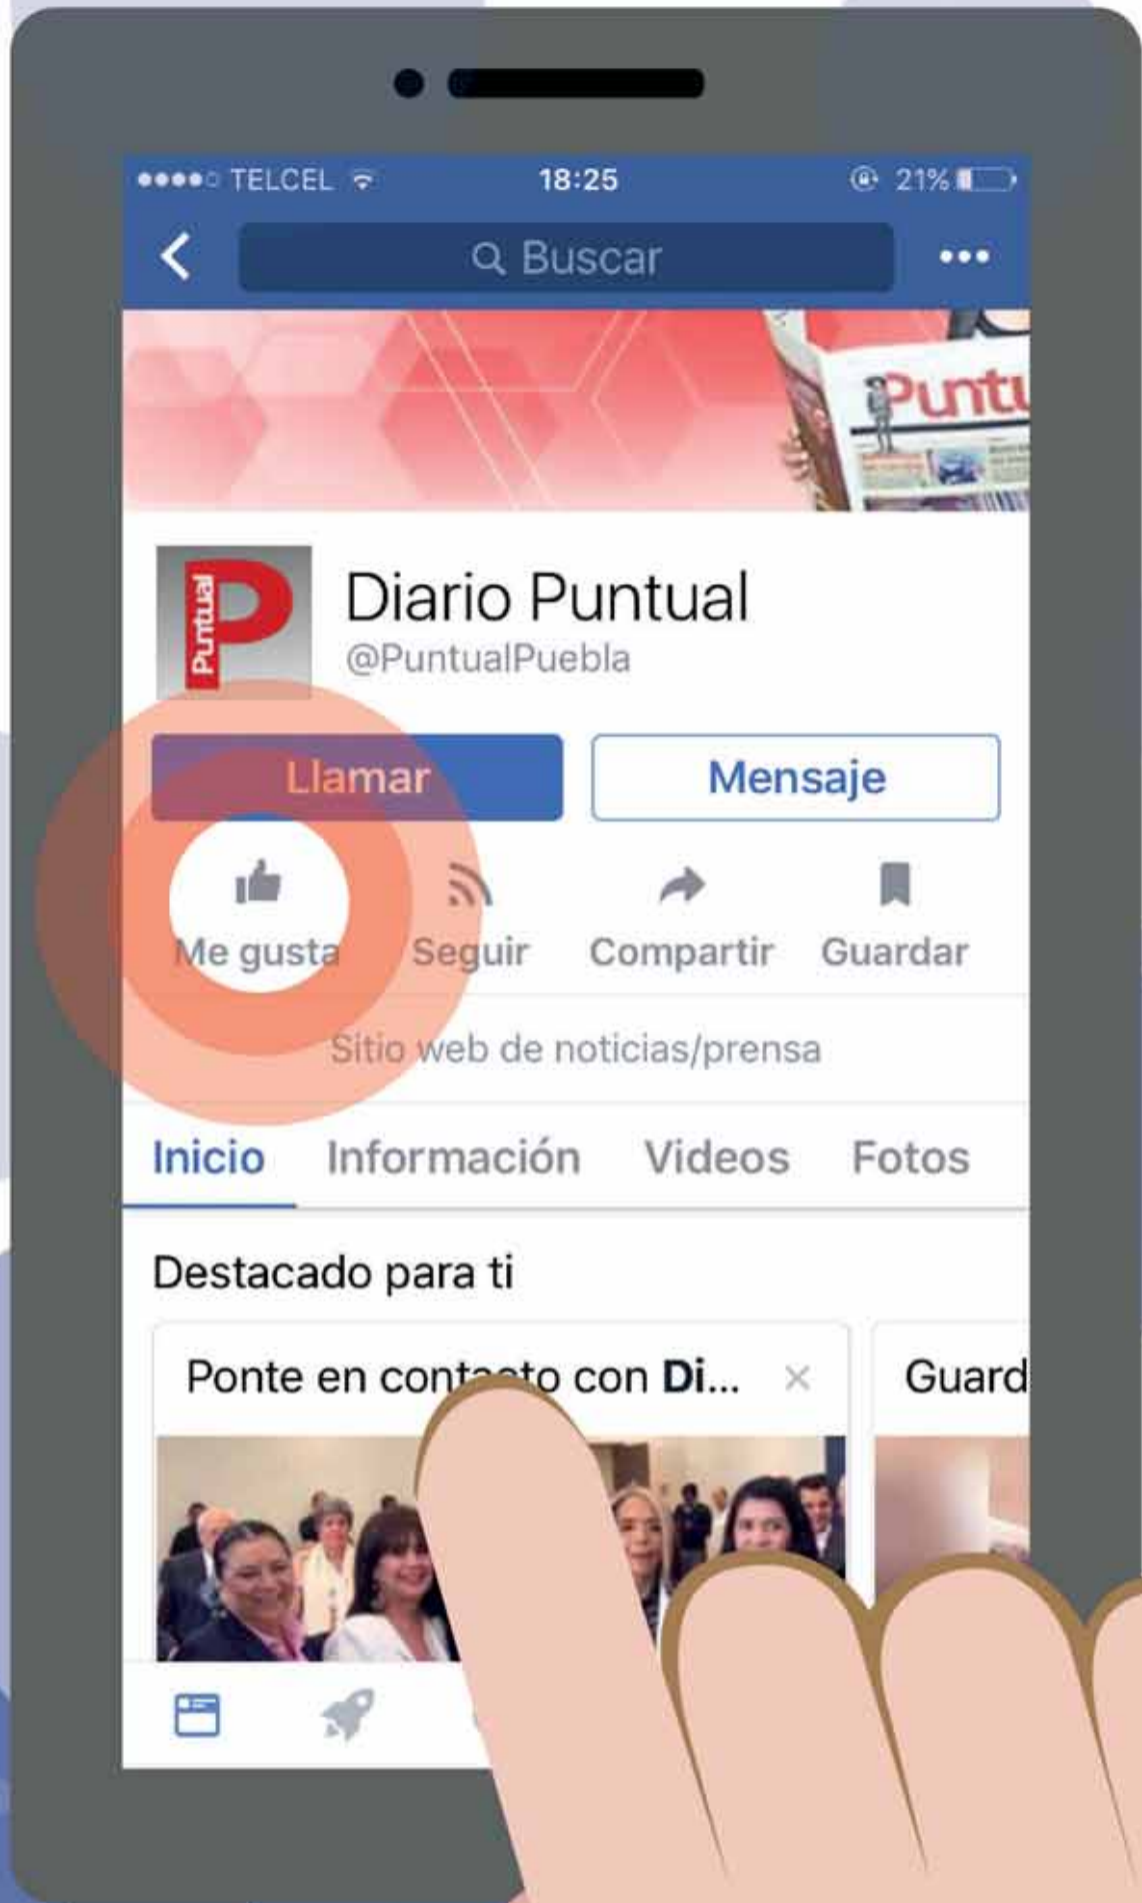 TELCEL 18:25 21%
Buscar
Puntu
Puntual
P
Diario Puntual
@PuntualPuebla
Llamar Mensaje
Me gusta Seguir Compartir Guardar
Sitio web de noticias/prensa
Inicio Información Videos Fotos
Destacado para ti
Ponte en contacto con Di... × Guard